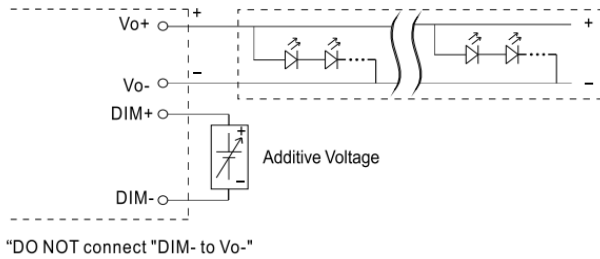 Vo+
+
+
Vo-
−
−
DIM+
+
Additive Voltage
−
DIM-
"DO NOT connect "DIM- to Vo-"